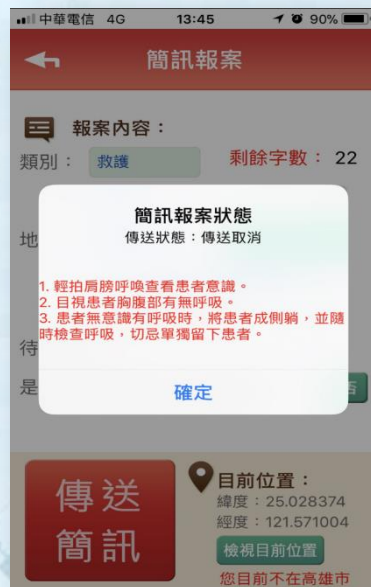 中華電信 4G 13:45 90%
簡訊報案
報案內容：
類別： 救護 剩餘字數： 22
簡訊報案狀態
傳送狀態：傳送取消
地
1. 輕拍肩膀呼喚查看患者意識。
2. 目視患者胸腹部有無呼吸。
3. 患者無意識有呼吸時，將患者成側躺，並隨
時檢查呼吸，切忌單獨留下患者。
待
是 確定 否
傳送
簡訊
目前位置：
緯度：25.028374
經度：121.571004
檢視目前位置
您目前不在高雄市